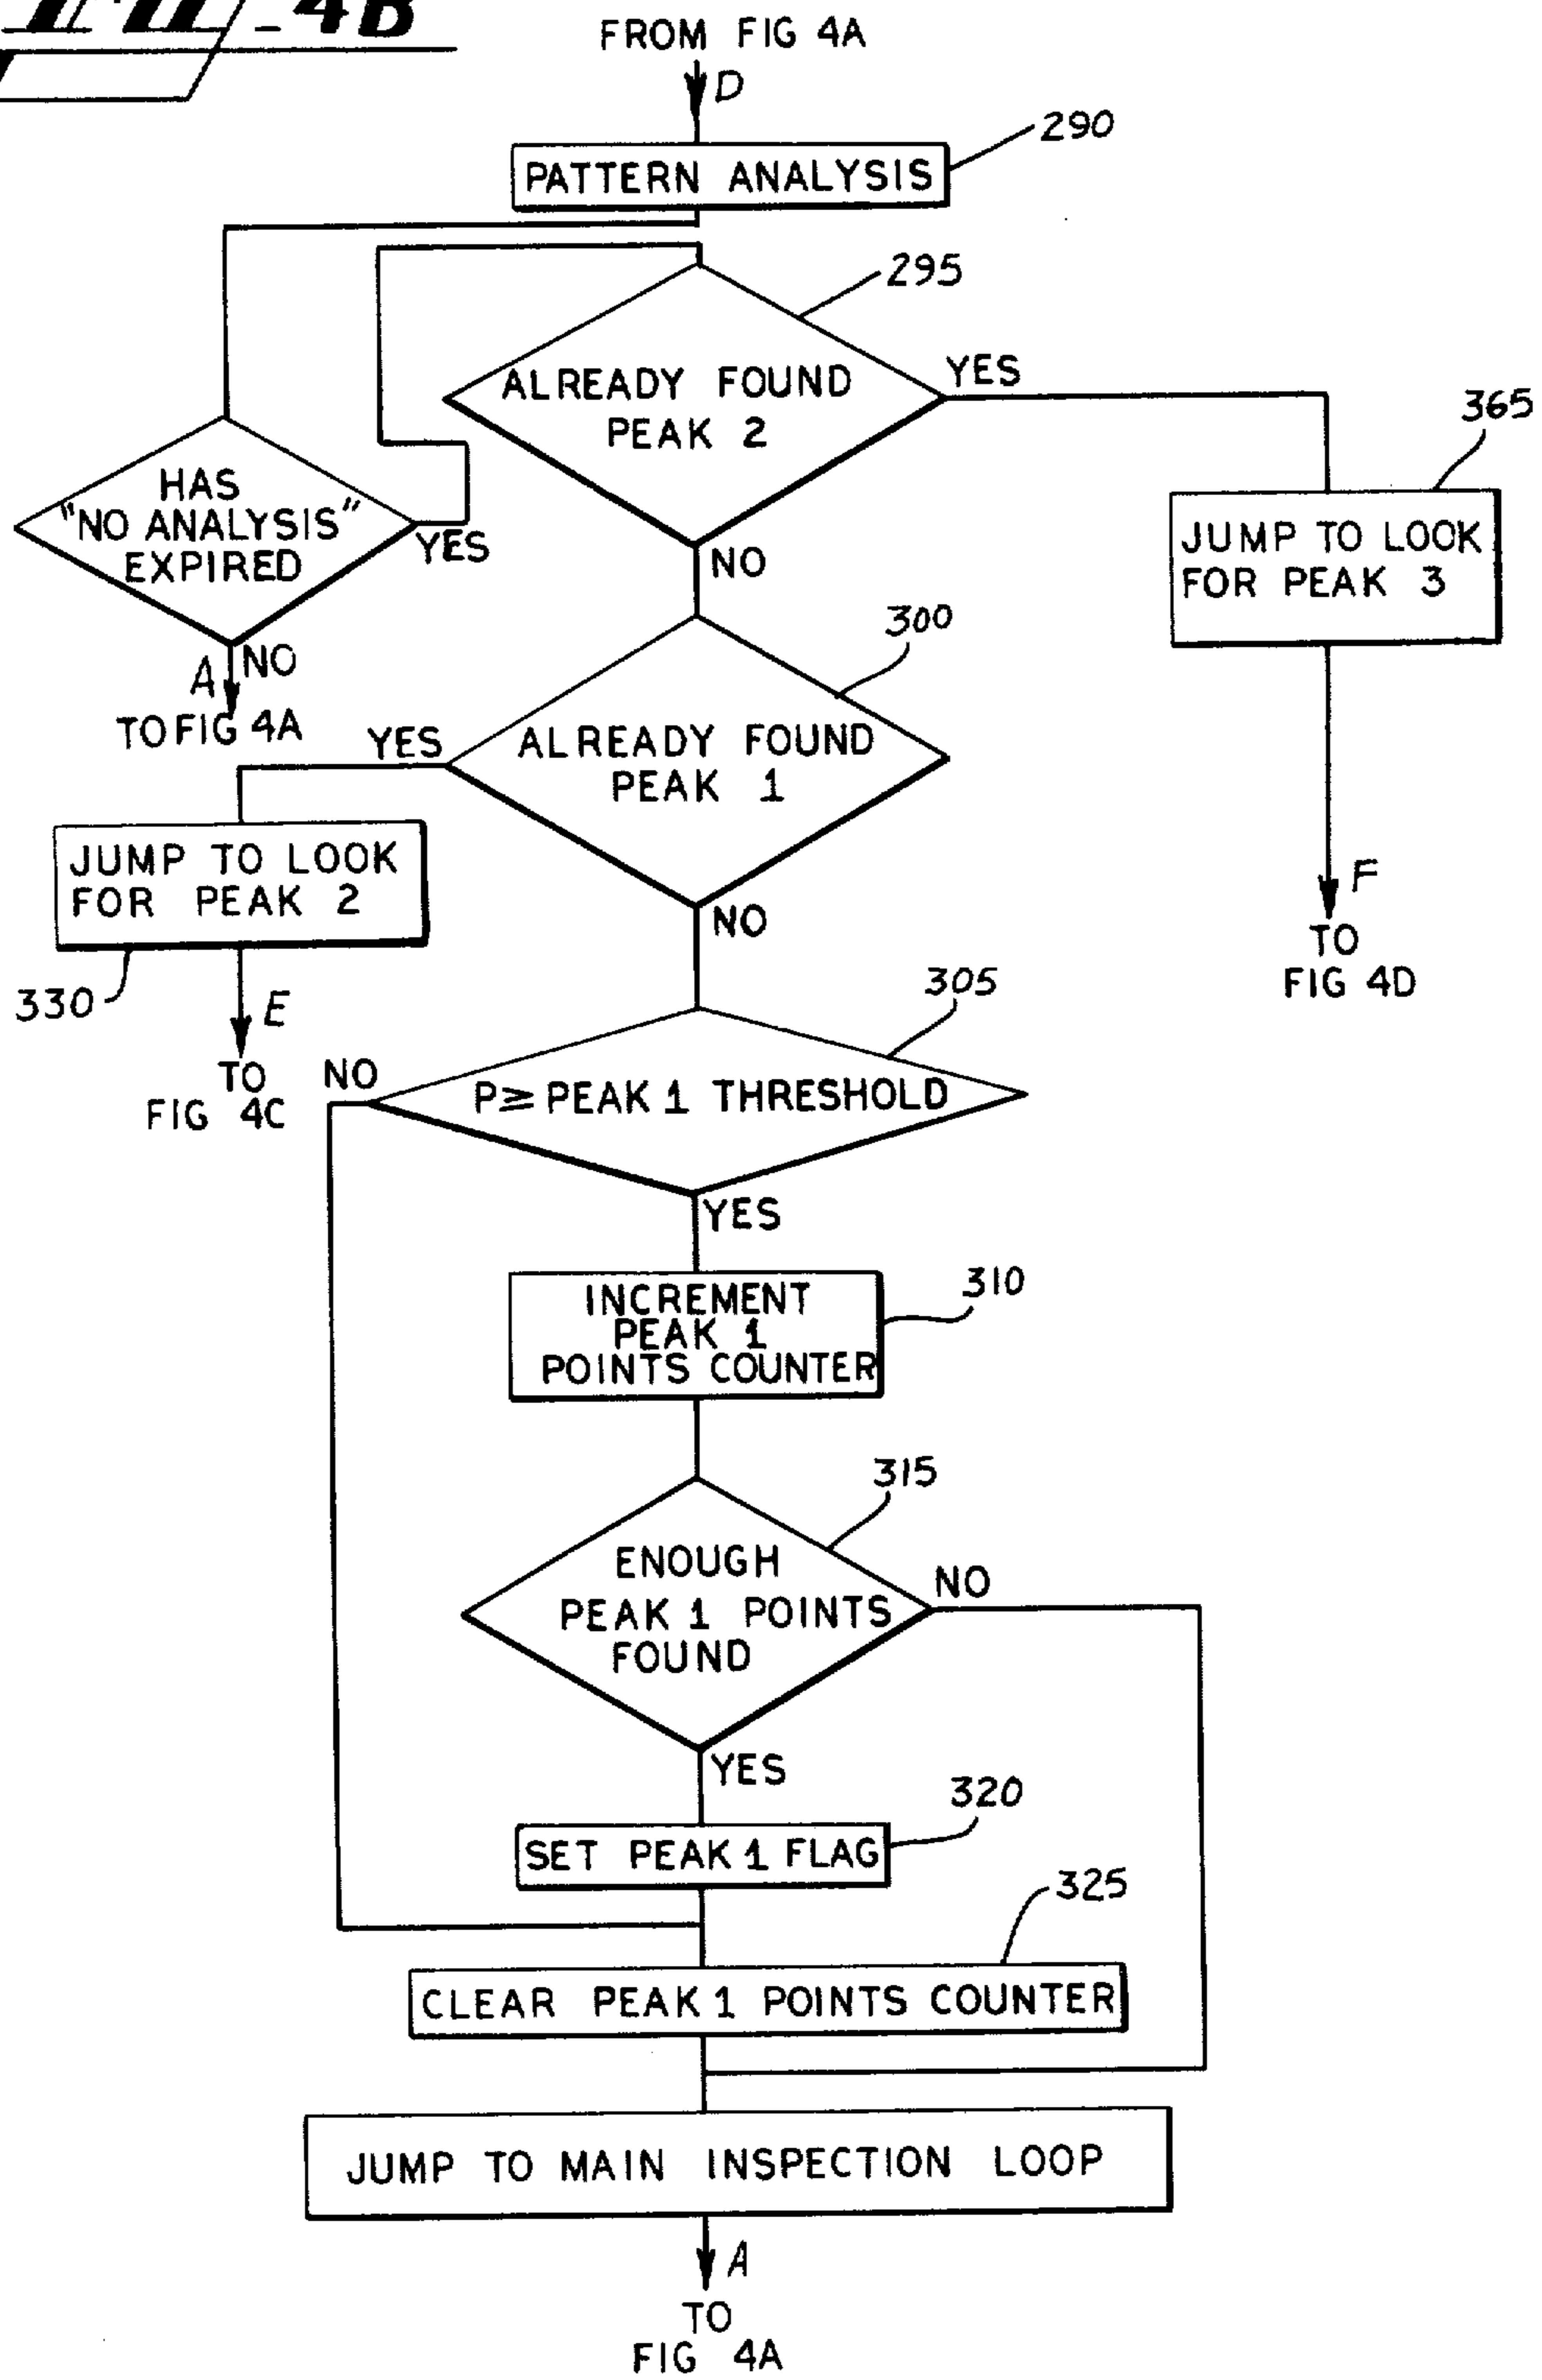 4B
FROM FIG 4A
D
290
PATTERN ANALYSIS
295
ALREADY FOUND
PEAK 2
YES
NO
365
JUMP TO LOOK
FOR PEAK 3
F
TO
FIG 4D
HAS
"NO ANALYSIS"
EXPIRED
YES
A NO
TO FIG 4A
300
ALREADY FOUND
PEAK 1
YES
NO
JUMP TO LOOK
FOR PEAK 2
330
E
TO
FIG 4C
305
P≥ PEAK 1 THRESHOLD
NO
YES
310
INCREMENT
PEAK 1
POINTS COUNTER
315
ENOUGH
PEAK 1 POINTS
FOUND
NO
YES
320
SET PEAK 1 FLAG
325
CLEAR PEAK 1 POINTS COUNTER
JUMP TO MAIN INSPECTION LOOP
A
TO
FIG 4A